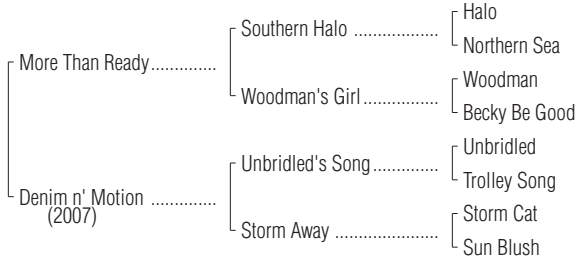 Halo
Southern Halo ..................
Northern Sea
More Than Ready..............
Woodman
Woodman's Girl ................
Becky Be Good
Unbridled
Unbridled's Song..............
Trolley Song
Denim n' Motion ..............
(2007)
Storm Cat
Storm Away ......................
Sun Blush